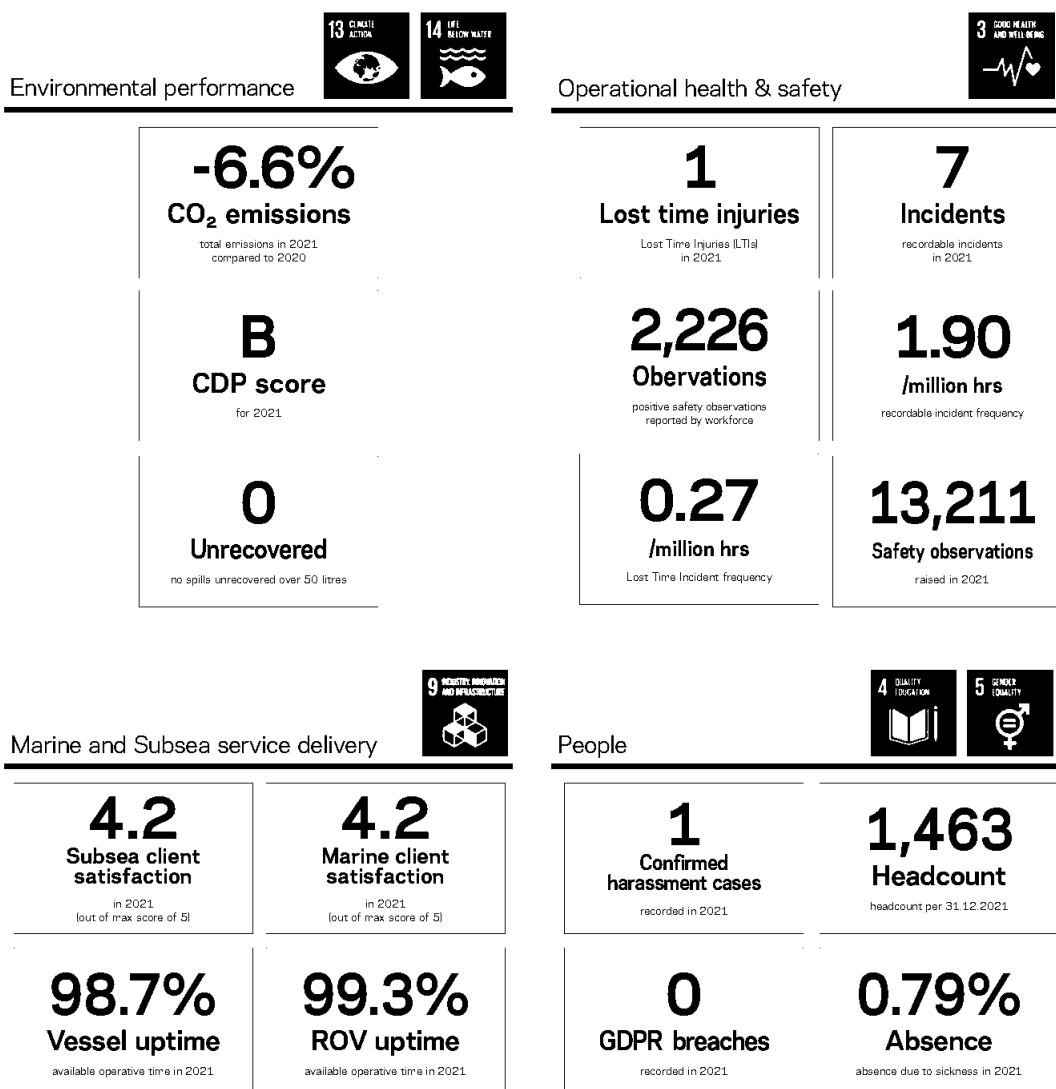 13 CLIMATE
ACTION
14 LIFE
BELOW WATER
Environmental performance
-6.6%
CO₂ emissions
total emissions in 2021
compared to 2020
B
CDP score
for 2021
0
Unrecovered
no spills unrecovered over 50 litres
3 GOOD HEALTH
AND WELL-BEING
Operational health & safety
1
Lost time injuries
Lost Time Injuries (LTIs)
in 2021
7
Incidents
recordable incidents
in 2021
2,226
Obervations
positive safety observations
reported by workforce
1.90
/million hrs
recordable incident frequency
0.27
/million hrs
Lost Time Incident frequency
13,211
Safety observations
raised in 2021
9 INDUSTRY, INNOVATION
AND INFRASTRUCTURE
Marine and Subsea service delivery
4.2
Subsea client
satisfaction
in 2021
(out of max score of 5)
4.2
Marine client
satisfaction
in 2021
(out of max score of 5)
98.7%
Vessel uptime
available operative time in 2021
99.3%
ROV uptime
available operative time in 2021
4 QUALITY
EDUCATION
5 GENDER
EQUALITY
People
1
Confirmed
harassment cases
recorded in 2021
1,463
Headcount
headcount per 31.12.2021
0
GDPR breaches
recorded in 2021
0.79%
Absence
absence due to sickness in 2021